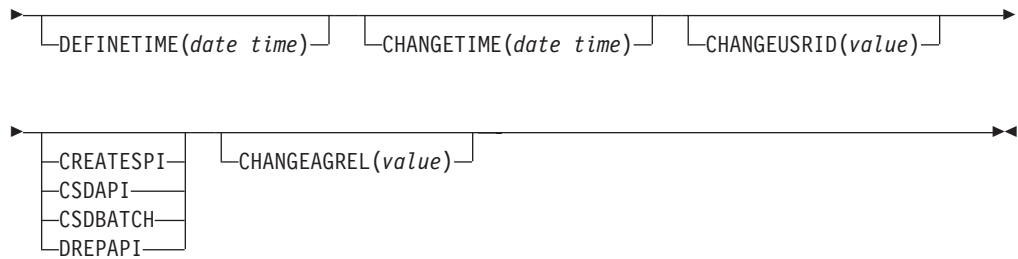 DEFINETIME(date time) CHANGETIME(date time) CHANGEUSRID(value)
CREATESPI CHANGEAGREL(value)
CSDAPI
CSDBATCH
DREPAPI